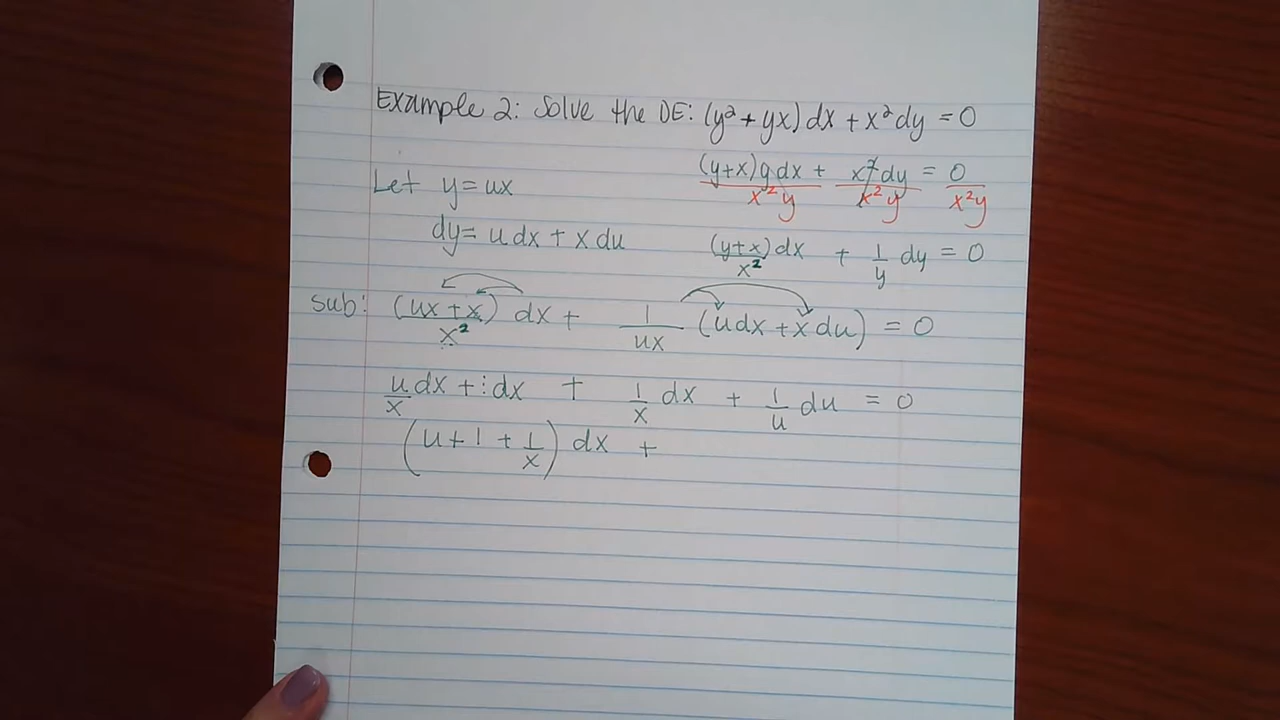 Example 2: Solve the DE: (y² + yx) dx + x² dy = 0
(y+x)y dx / x²y + x² dy / x²y = 0 / x²y
Let y = ux
dy = u dx + x du
(y+x) dx / x² + 1/y dy = 0
Sub: (ux + x) / x² dx + 1/ux (u dx + x du) = 0
u/x dx + dx + 1/x dx + 1/u du = 0
(u + 1 + 1/x) dx +